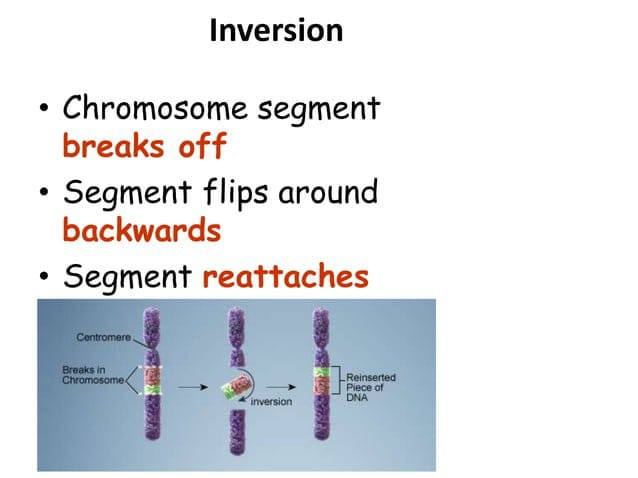 Inversion
• Chromosome segment
breaks off
• Segment flips around
backwards
• Segment reattaches
Centromere
Breaks in
Chromosome
inversion
Reinserted
Piece of
DNA